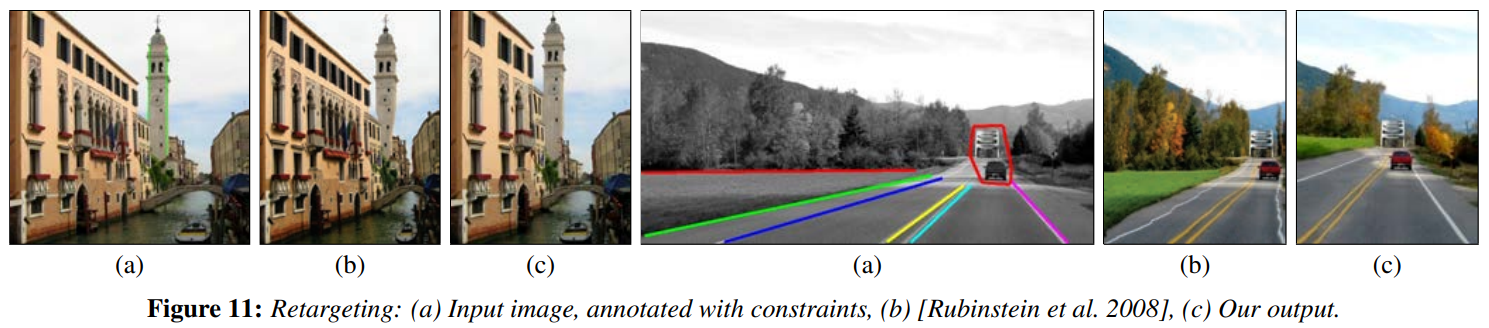 (a) (b) (c) (a) (b) (c)
Figure 11: Retargeting: (a) Input image, annotated with constraints, (b) [Rubinstein et al. 2008], (c) Our output.